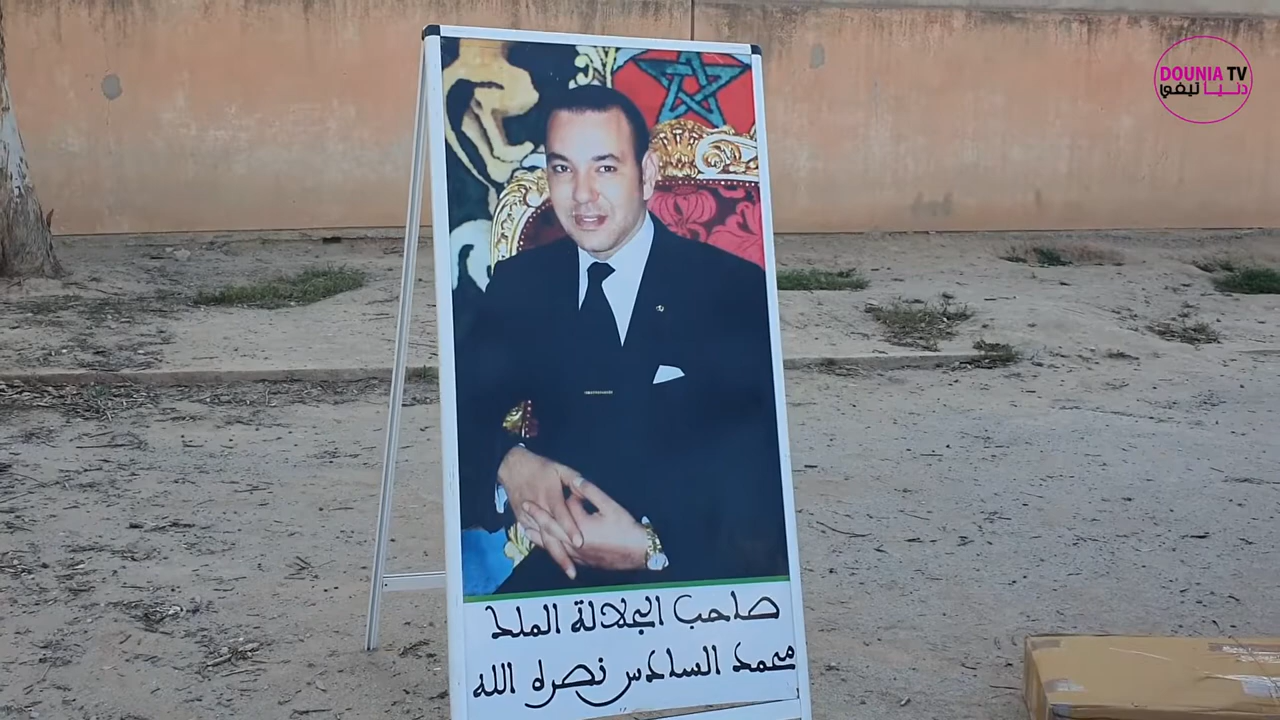 DOUNIA TV
دنيا تيفي
صاحب الجلالة الملك
محمد السادس نصره الله